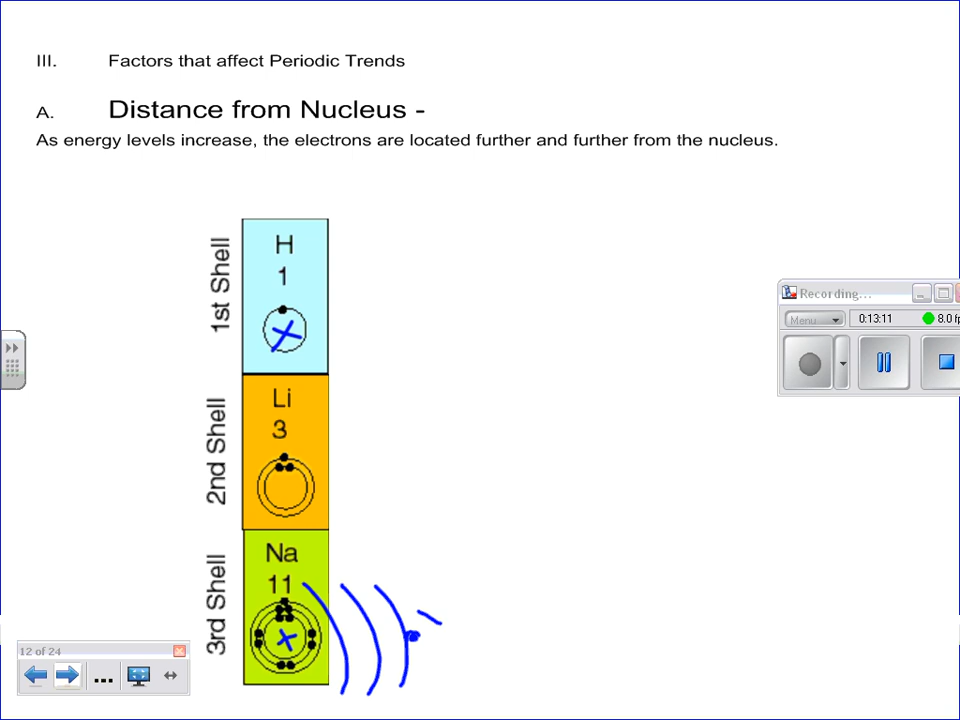 III. Factors that affect Periodic Trends
A. Distance from Nucleus -
As energy levels increase, the electrons are located further and further from the nucleus.
1st Shell
H
1
2nd Shell
Li
3
3rd Shell
Na
11
Recording...
Menu
0:13:11
8.0 fp
12 of 24
...